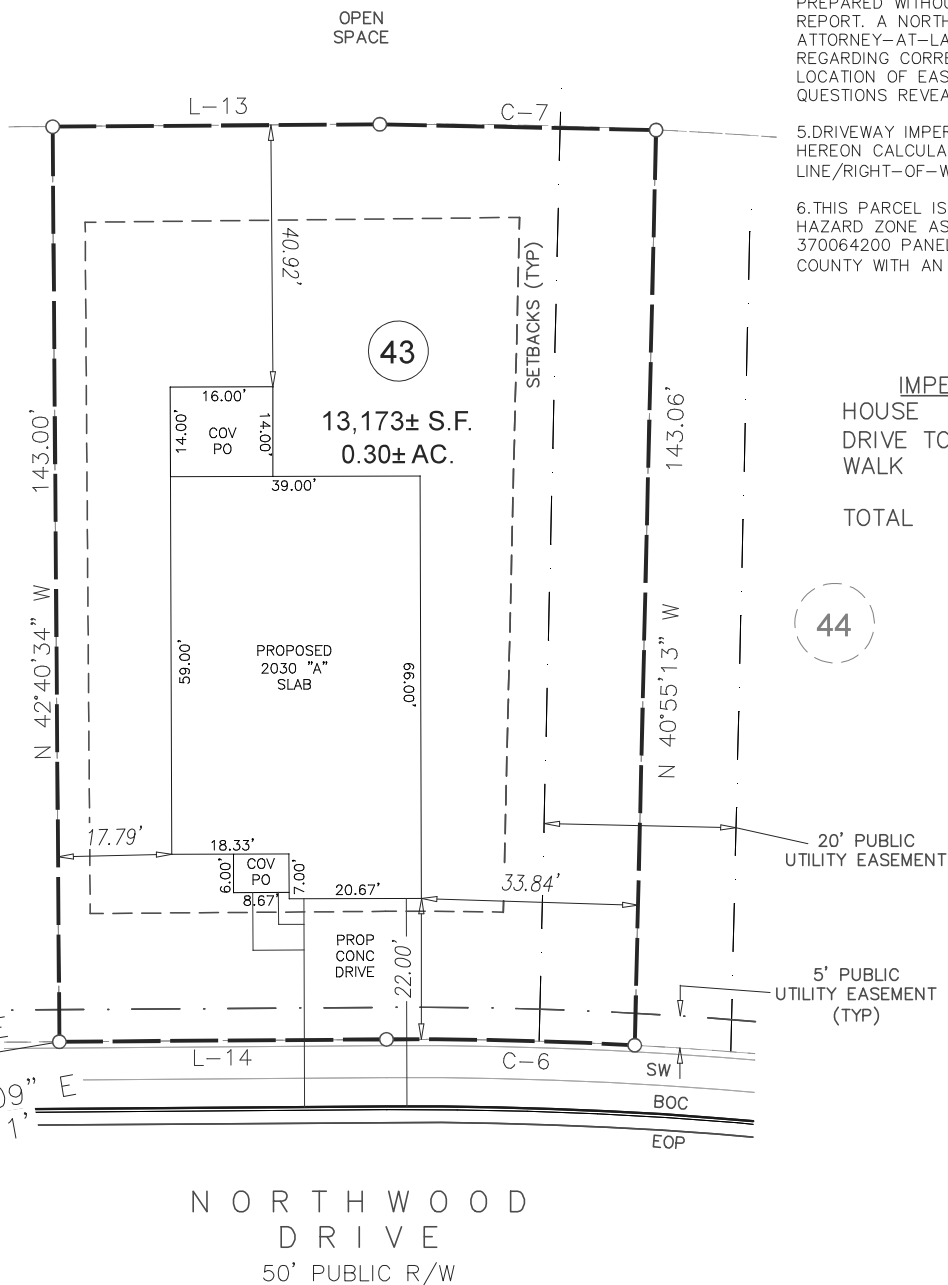 OPEN
SPACE
PREPARED WITHOU
REPORT. A NORTH
ATTORNEY-AT-LA
REGARDING CORRE
LOCATION OF EAS
QUESTIONS REVEA
5.DRIVEWAY IMPER
HEREON CALCULA
LINE/RIGHT-OF-W
6.THIS PARCEL IS
HAZARD ZONE AS
370064200 PANEL
COUNTY WITH AN
L-13
C-7
40.92'
SETBACKS (TYP)
43
13,173± S.F.
0.30± AC.
16.00'
14.00'
COV
PO
14.00'
39.00'
143.00'
N 42°40'34" W
143.06'
N 40°55'13" W
IMPE
HOUSE
DRIVE TO
WALK
TOTAL
44
59.00'
PROPOSED
2030 "A"
SLAB
66.00'
17.79'
18.33'
6.00'
COV
PO
7.00'
8.67'
20.67'
33.84'
20' PUBLIC
UTILITY EASEMENT
PROP
CONC
DRIVE
22.00'
5' PUBLIC
UTILITY EASEMENT
(TYP)
L-14
C-6
SW
09" E
1'
BOC
EOP
NORTHWOOD
DRIVE
50' PUBLIC R/W